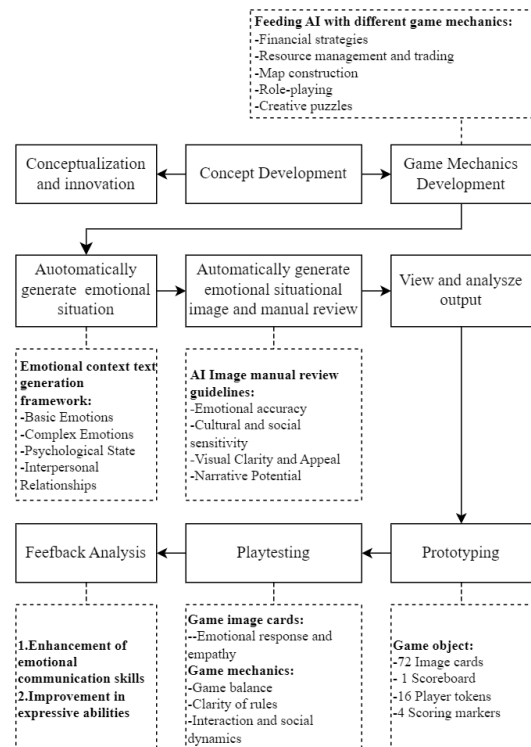 Feeding AI with different game mechanics:
-Financial strategies
-Resource management and trading
-Map construction
-Role-playing
-Creative puzzles
Conceptualization
and innovation
Concept Development
Game Mechanics
Development
Auotomatically
generate emotional
situation
Automatically generate
emotional situational
image and manual review
View and analysze
output
Emotional context text
generation
framework:
-Basic Emotions
-Complex Emotions
-Psychological State
-Interpersonal
Relationships
AI Image manual review
guidelines:
-Emotional accuracy
-Cultural and social
sensitivity
-Visual Clarity and Appeal
-Narrative Potential
Feefback Analysis
Playtesting
Prototyping
1.Enhancement of
emotional
communication skills
2.Improvement in
expressive abilities
Game image cards:
--Emotional response and
empathy
Game mechanics:
-Game balance
-Clarity of rules
-Interaction and social
dynamics
Game object:
-72 Image cards
- 1 Scoreboard
-16 Player tokens
-4 Scoring markers